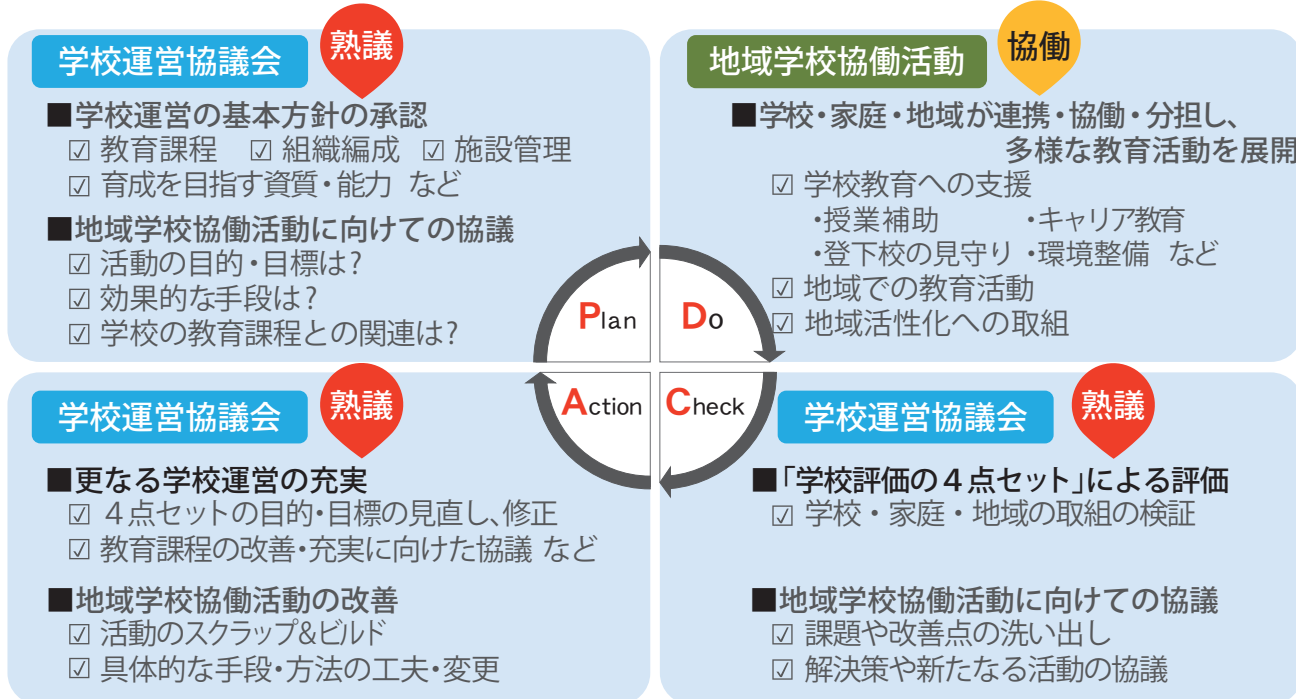 学校運営協議会
熟議
■学校運営の基本方針の承認
☑ 教育課程 ☑ 組織編成 ☑ 施設管理
☑ 育成を目指す資質・能力 など
■地域学校協働活動に向けての協議
☑ 活動の目的・目標は?
☑ 効果的な手段は?
☑ 学校の教育課程との関連は?
Plan
地域学校協働活動
協働
■学校・家庭・地域が連携・協働・分担し、
多様な教育活動を展開
☑ 学校教育への支援
・授業補助 ・キャリア教育
・登下校の見守り ・環境整備 など
☑ 地域での教育活動
☑ 地域活性化への取組
Do
学校運営協議会
熟議
■更なる学校運営の充実
☑ 4点セットの目的・目標の見直し、修正
☑ 教育課程の改善・充実に向けた協議 など
■地域学校協働活動の改善
☑ 活動のスクラップ&ビルド
☑ 具体的な手段・方法の工夫・変更
Action
学校運営協議会
熟議
■「学校評価の4点セット」による評価
☑ 学校・家庭・地域の取組の検証
■地域学校協働活動に向けての協議
☑ 課題や改善点の洗い出し
☑ 解決策や新たなる活動の協議
Check